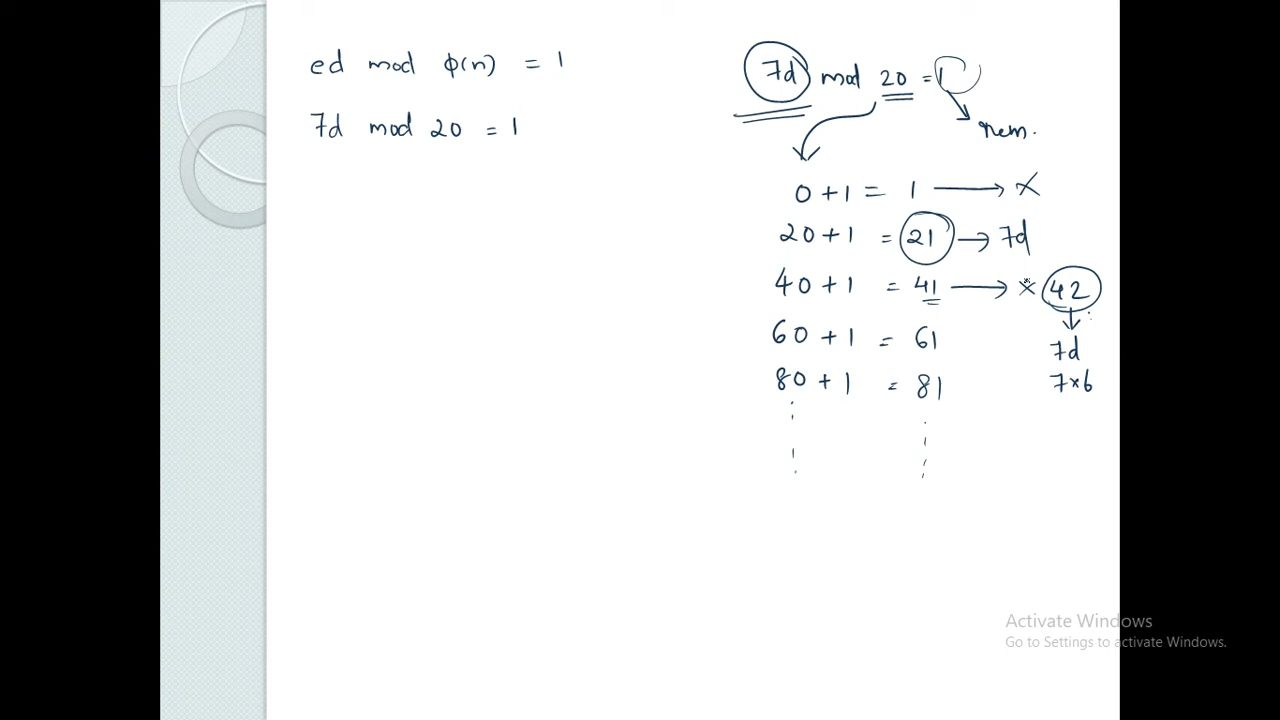 ed mod ϕ(n) = 1
7d mod 20 = 1
7d mod 20 = 1
rem.
0 + 1 = 1 → ×
20 + 1 = 21 → 7d
40 + 1 = 41 → × 42
60 + 1 = 61
7d
80 + 1 = 81
7×6
Activate Windows
Go to Settings to activate Windows.